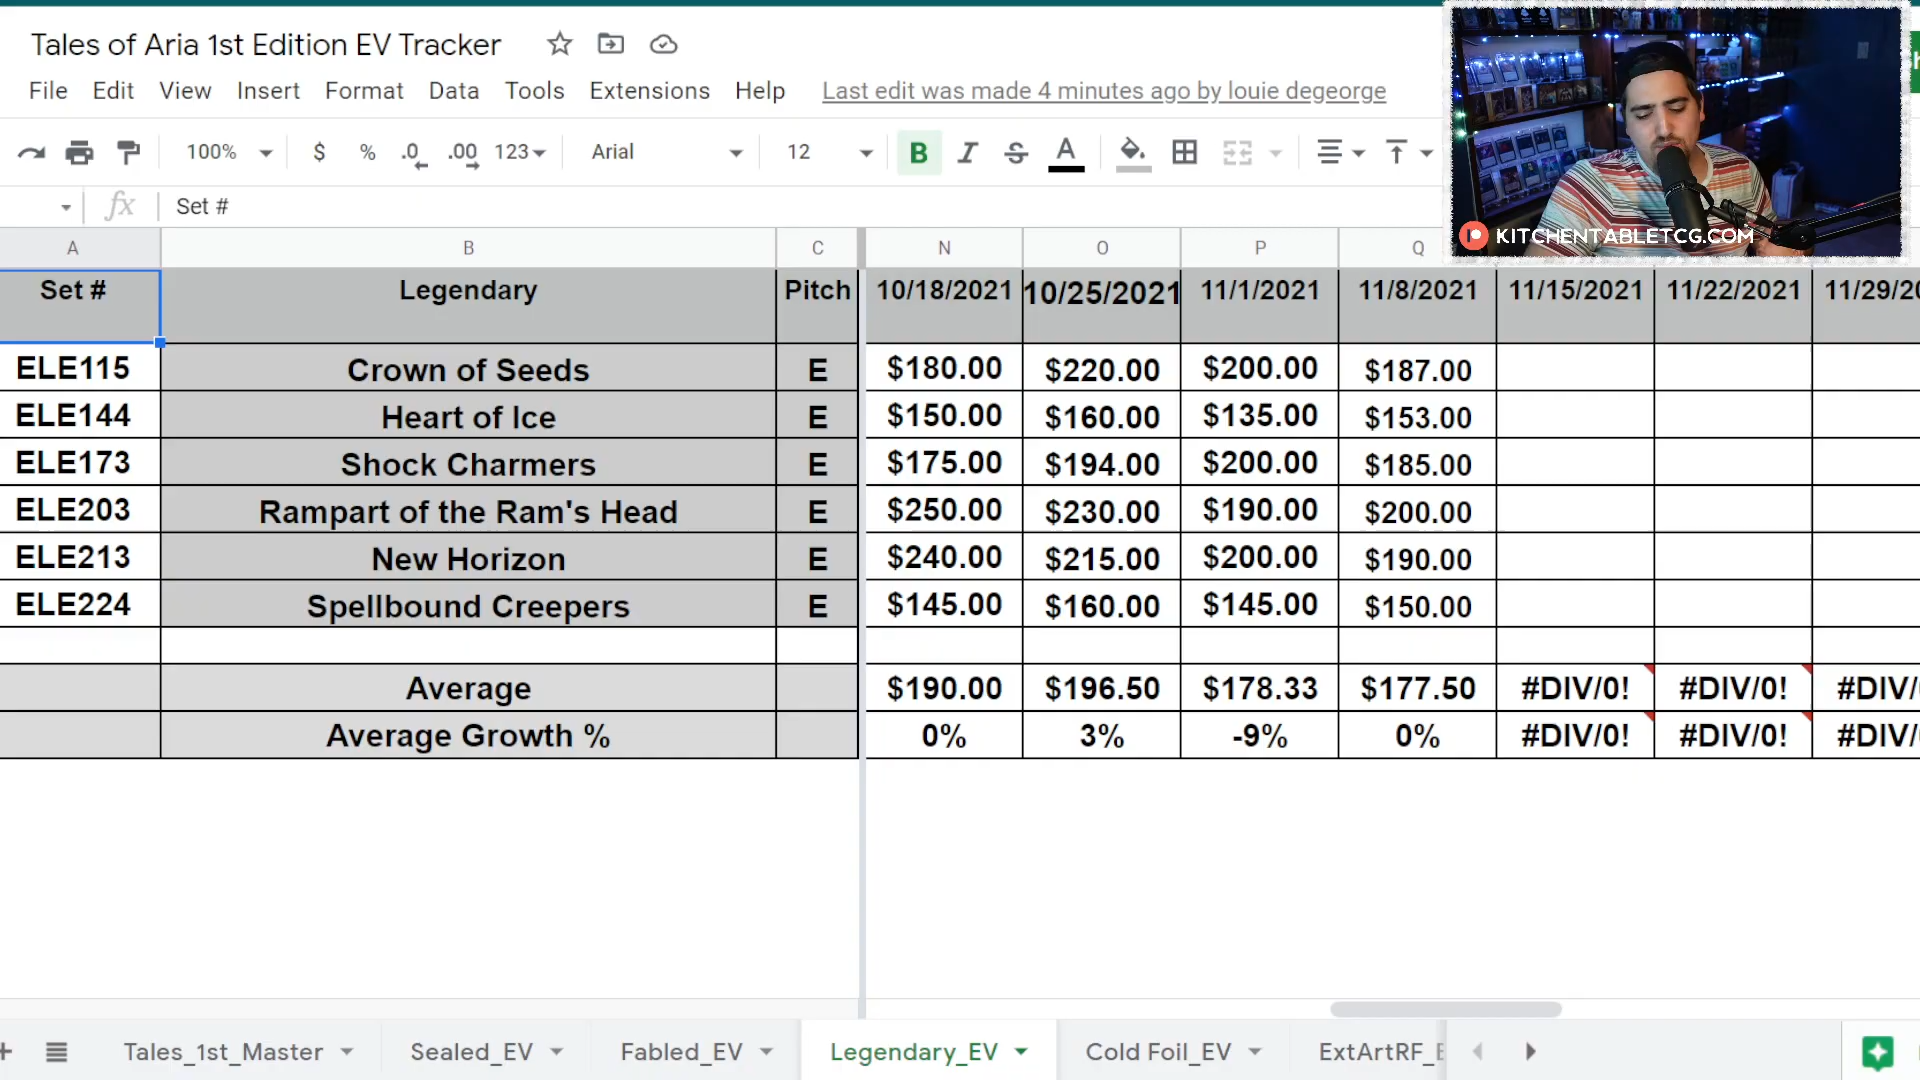 Tales of Aria 1st Edition EV Tracker
File Edit View Insert Format Data Tools Extensions Help Last edit was made 4 minutes ago by louie degeorge
100% $ % .0 .00 123 Arial 12 B I S A
fx Set #
KITCHENTABLETCG.COM
A B C N O P Q
Set # Legendary Pitch 10/18/2021 10/25/2021 11/1/2021 11/8/2021 11/15/2021 11/22/2021 11/29/20
ELE115 Crown of Seeds E $180.00 $220.00 $200.00 $187.00
ELE144 Heart of Ice E $150.00 $160.00 $135.00 $153.00
ELE173 Shock Charmers E $175.00 $194.00 $200.00 $185.00
ELE203 Rampart of the Ram's Head E $250.00 $230.00 $190.00 $200.00
ELE213 New Horizon E $240.00 $215.00 $200.00 $190.00
ELE224 Spellbound Creepers E $145.00 $160.00 $145.00 $150.00
Average $190.00 $196.50 $178.33 $177.50 #DIV/0! #DIV/0! #DIV/
Average Growth % 0% 3% -9% 0% #DIV/0! #DIV/0! #DIV/
Tales_1st_Master Sealed_EV Fabled_EV Legendary_EV Cold Foil_EV ExtArtRF_E